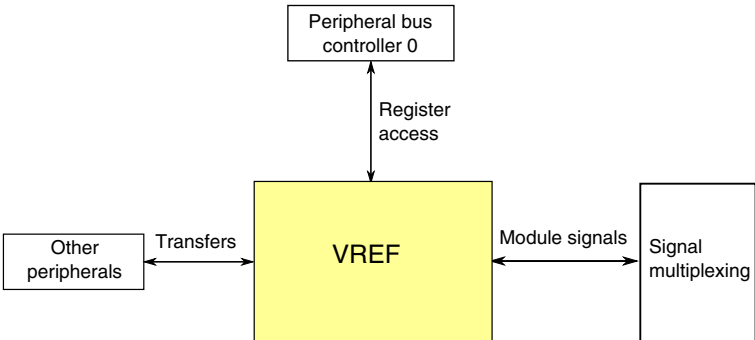 Peripheral bus
controller 0
Register
access
Other
peripherals
Transfers
VREF
Module signals
Signal
multiplexing